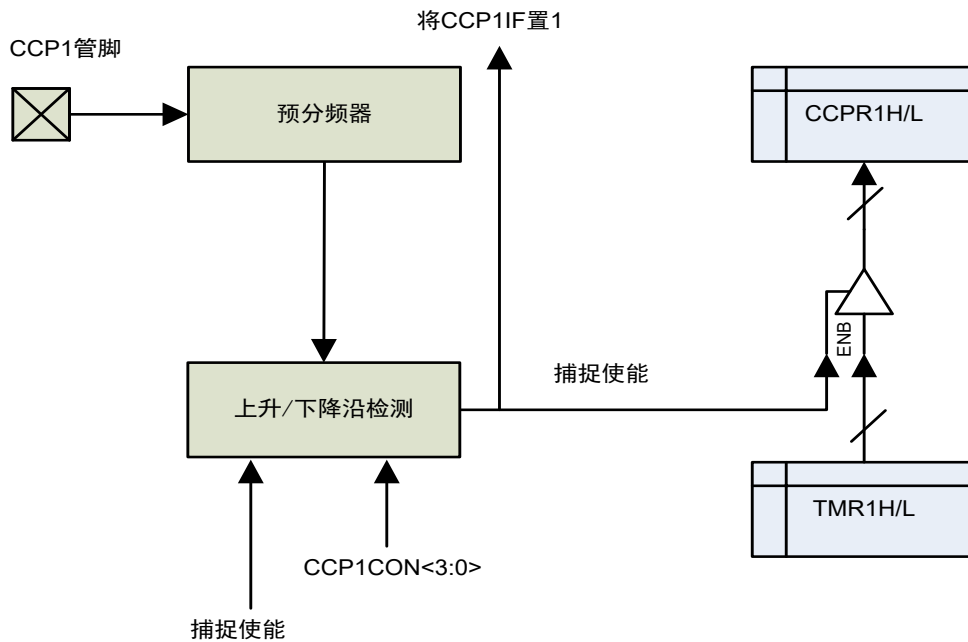 将CCP1IF置1
CCP1管脚
预分频器
CCPR1H/L
ENB
捕捉使能
上升/下降沿检测
TMR1H/L
CCP1CON<3:0>
捕捉使能